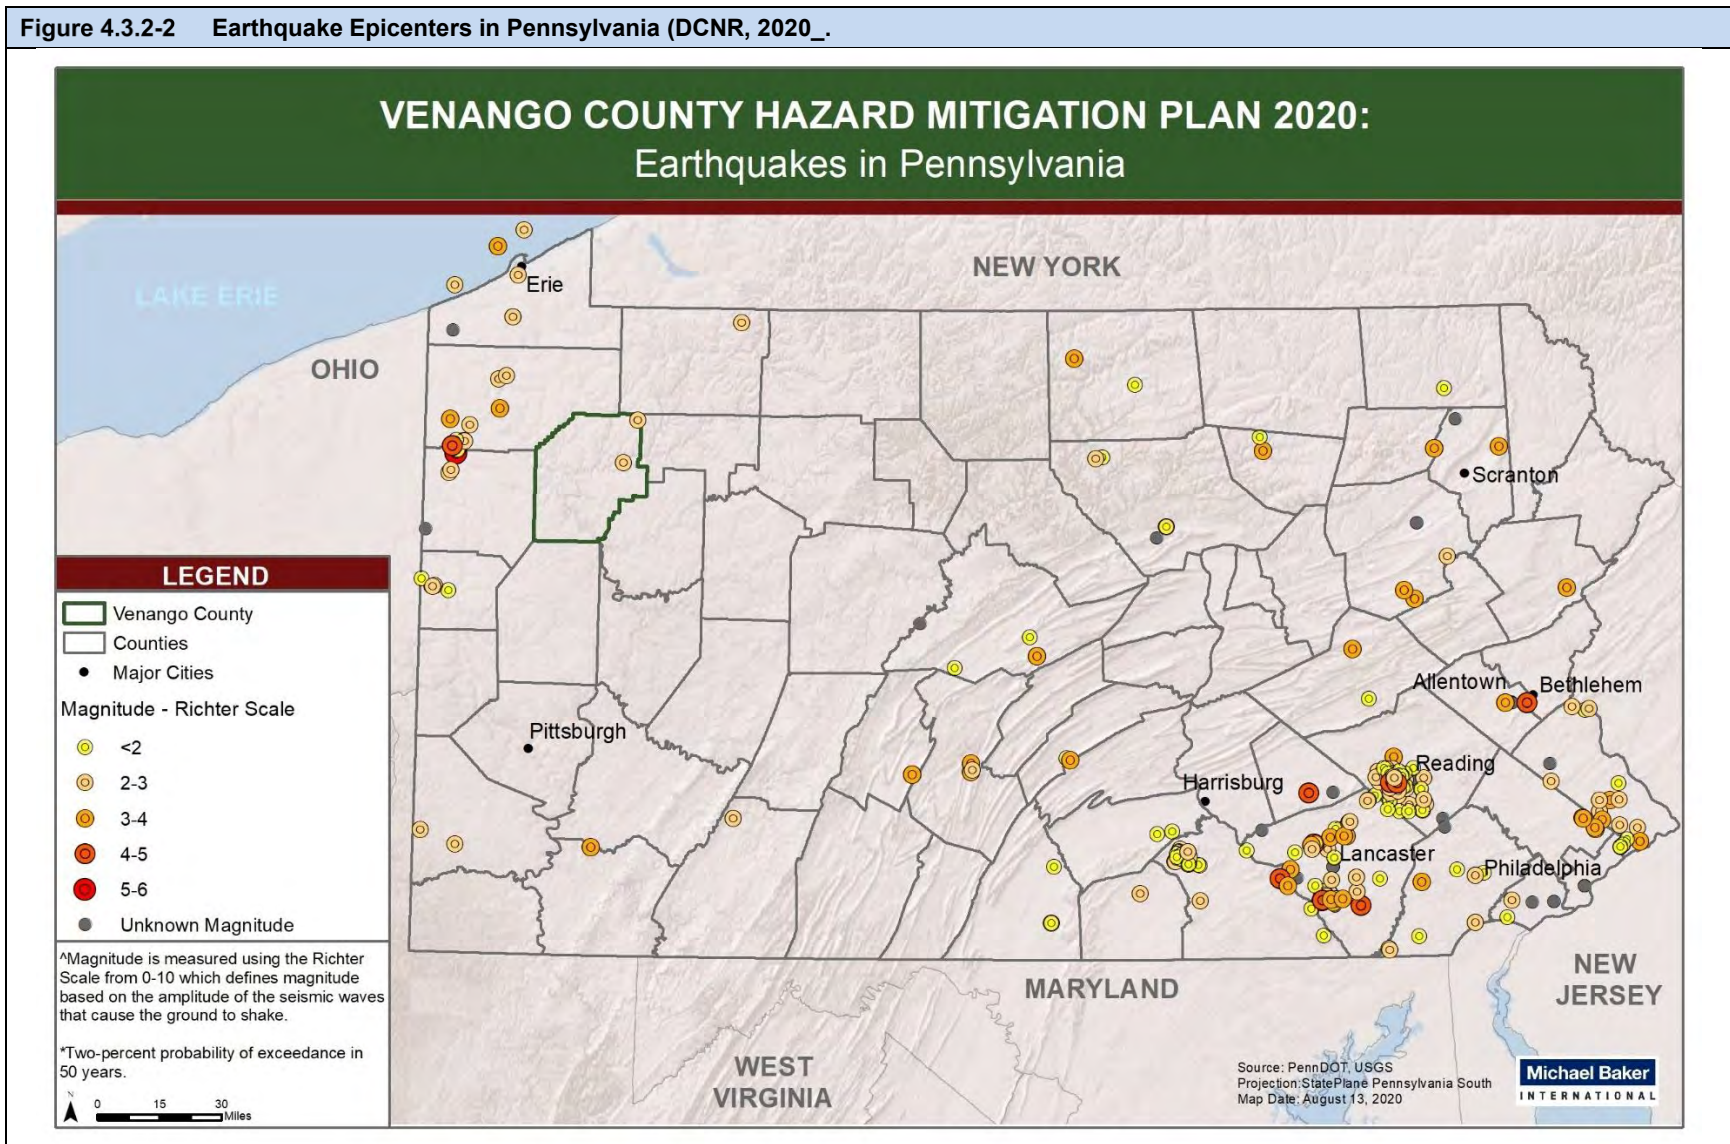 Figure 4.3.2-2 Earthquake Epicenters in Pennsylvania (DCNR, 2020_.
VENANGO COUNTY HAZARD MITIGATION PLAN 2020:
Earthquakes in Pennsylvania
NEW YORK
LAKE ERIE
Erie
OHIO
Scranton
Allentown
Bethlehem
Pittsburgh
Reading
Harrisburg
Lancaster
Philadelphia
MARYLAND
NEW
JERSEY
WEST
VIRGINIA
LEGEND
Venango County
Counties
Major Cities
Magnitude - Richter Scale
<2
2-3
3-4
4-5
5-6
Unknown Magnitude
^Magnitude is measured using the Richter
Scale from 0-10 which defines magnitude
based on the amplitude of the seismic waves
that cause the ground to shake.
*Two-percent probability of exceedance in
50 years.
N
0 15 30
Miles
Source: PennDOT, USGS
Projection:StatePlane Pennsylvania South
Map Date: August 13, 2020
Michael Baker
INTERNATIONAL